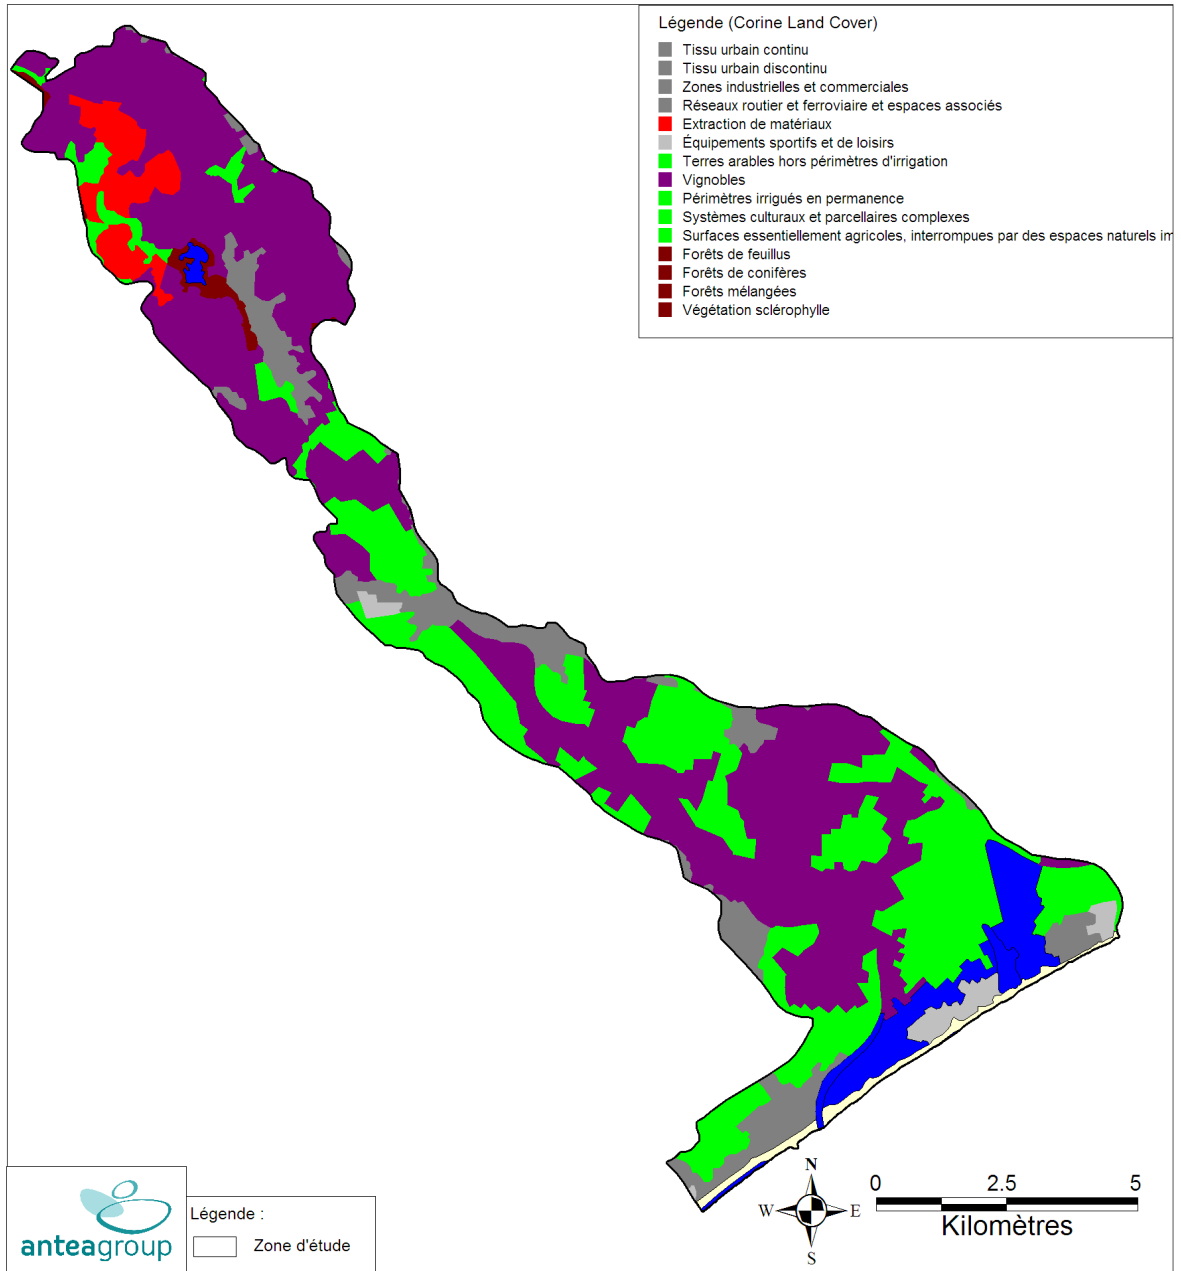 Légende (Corine Land Cover)
Tissu urbain continu
Tissu urbain discontinu
Zones industrielles et commerciales
Réseaux routier et ferroviaire et espaces associés
Extraction de matériaux
Équipements sportifs et de loisirs
Terres arables hors périmètres d'irrigation
Vignobles
Périmètres irrigués en permanence
Systèmes culturaux et parcellaires complexes
Surfaces essentiellement agricoles, interrompues par des espaces naturels im
Forêts de feuillus
Forêts de conifères
Forêts mélangées
Végétation sclérophylle
anteagroup
Légende :
Zone d'étude
N
W
E
S
0
2.5
5
Kilomètres